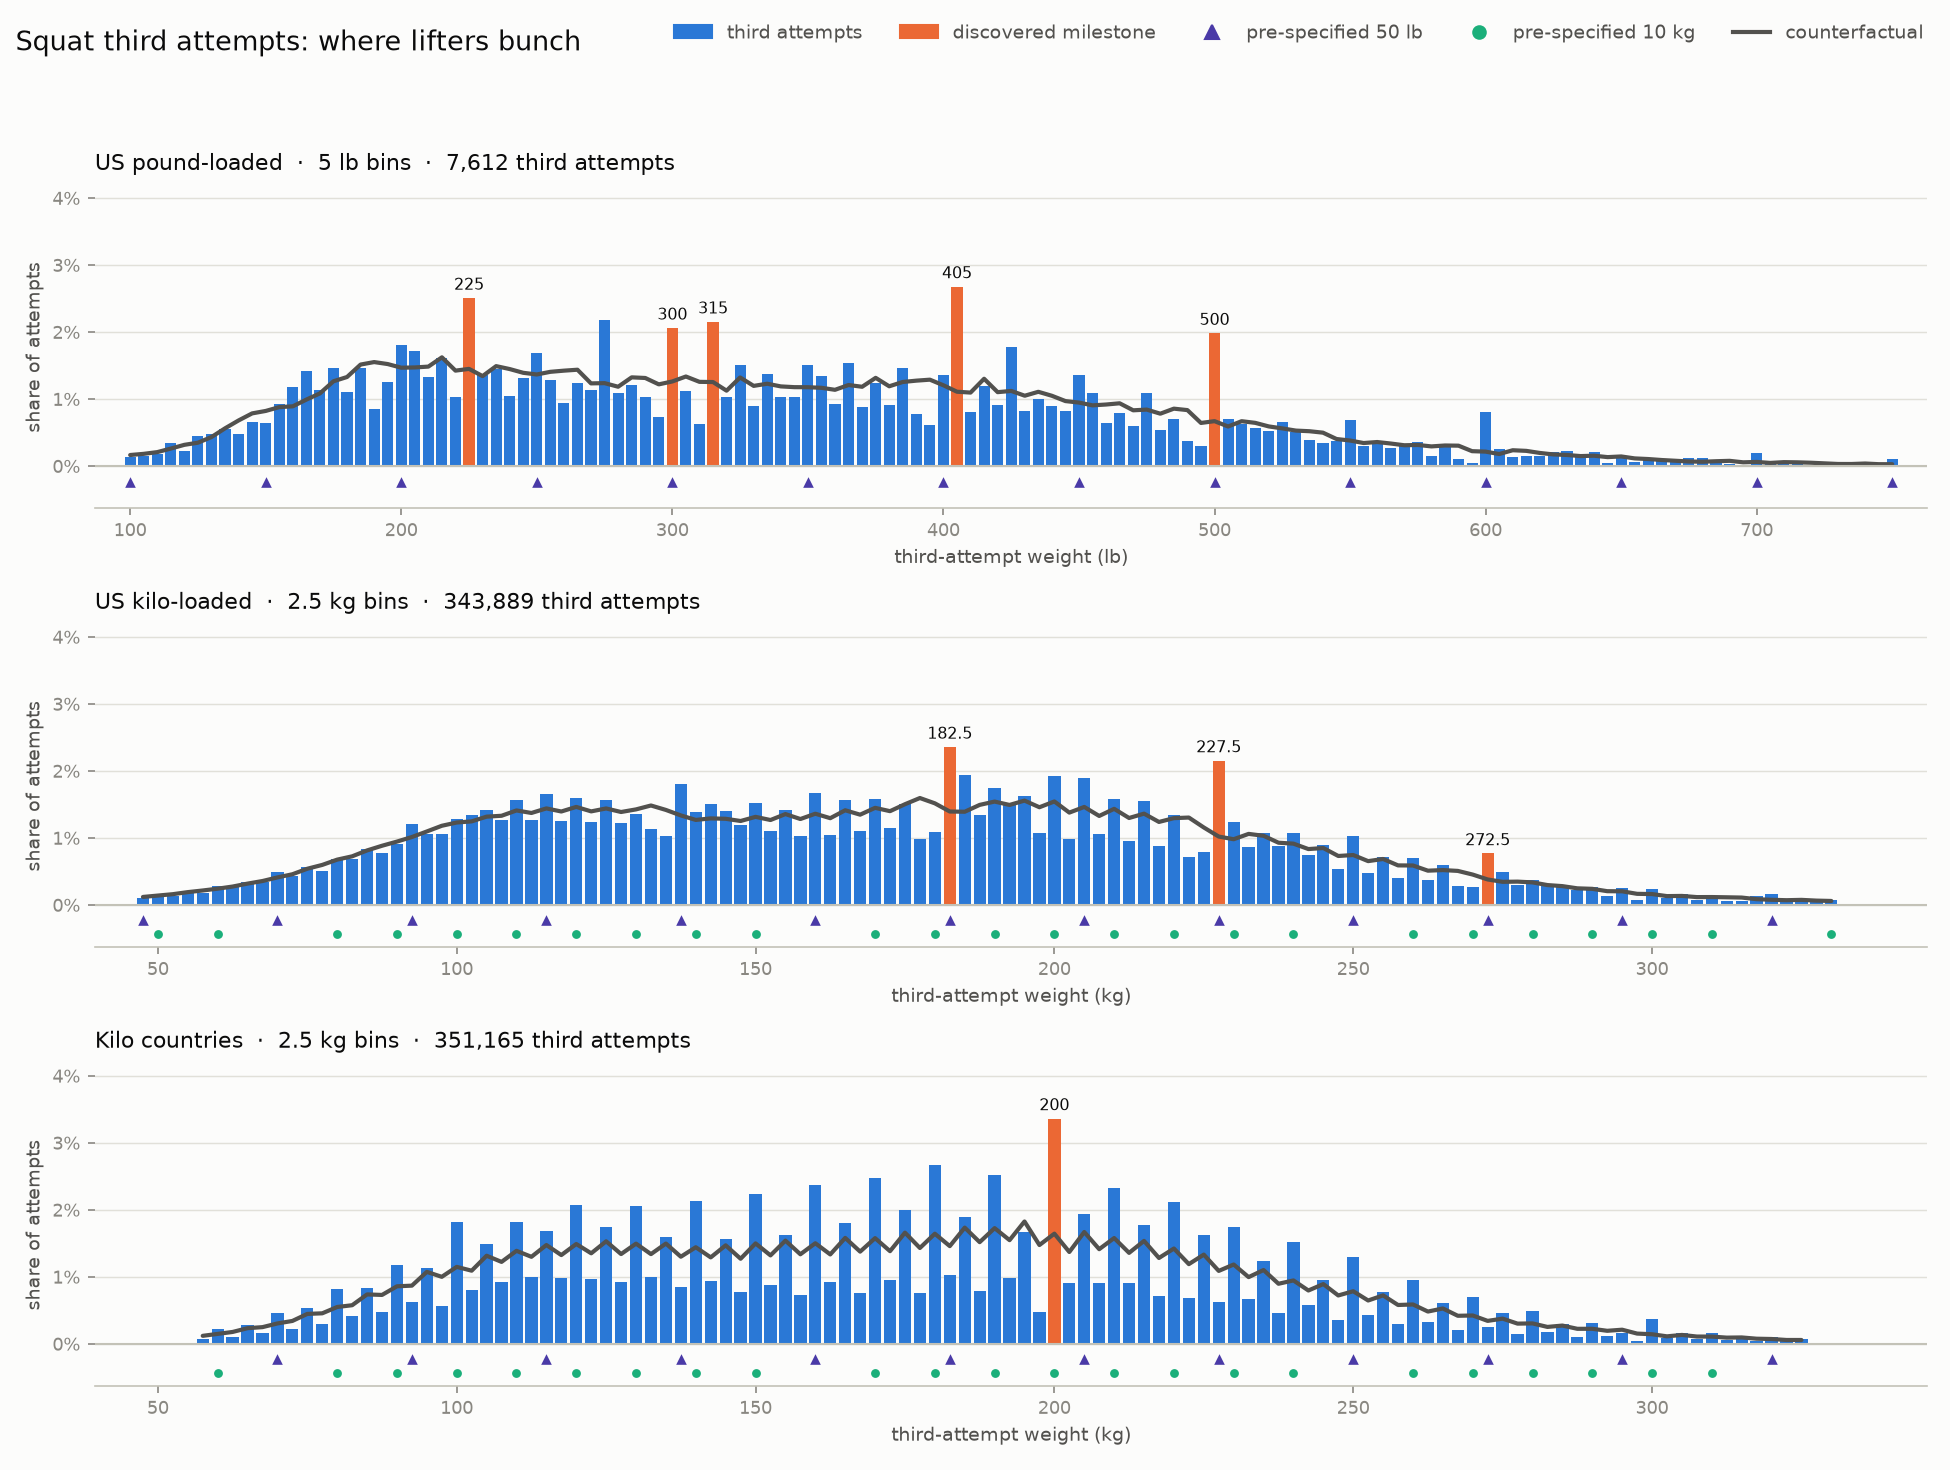 Squat third attempts: where lifters bunch
third attempts
discovered milestone
pre-specified 50 lb
pre-specified 10 kg
counterfactual
US pound-loaded · 5 lb bins · 7,612 third attempts
share of attempts
4%
3%
2%
1%
0%
225
300
315
405
500
100
200
300
400
500
600
700
third-attempt weight (lb)
US kilo-loaded · 2.5 kg bins · 343,889 third attempts
share of attempts
4%
3%
2%
1%
0%
182.5
227.5
272.5
50
100
150
200
250
300
third-attempt weight (kg)
Kilo countries · 2.5 kg bins · 351,165 third attempts
share of attempts
4%
3%
2%
1%
0%
200
50
100
150
200
250
300
third-attempt weight (kg)